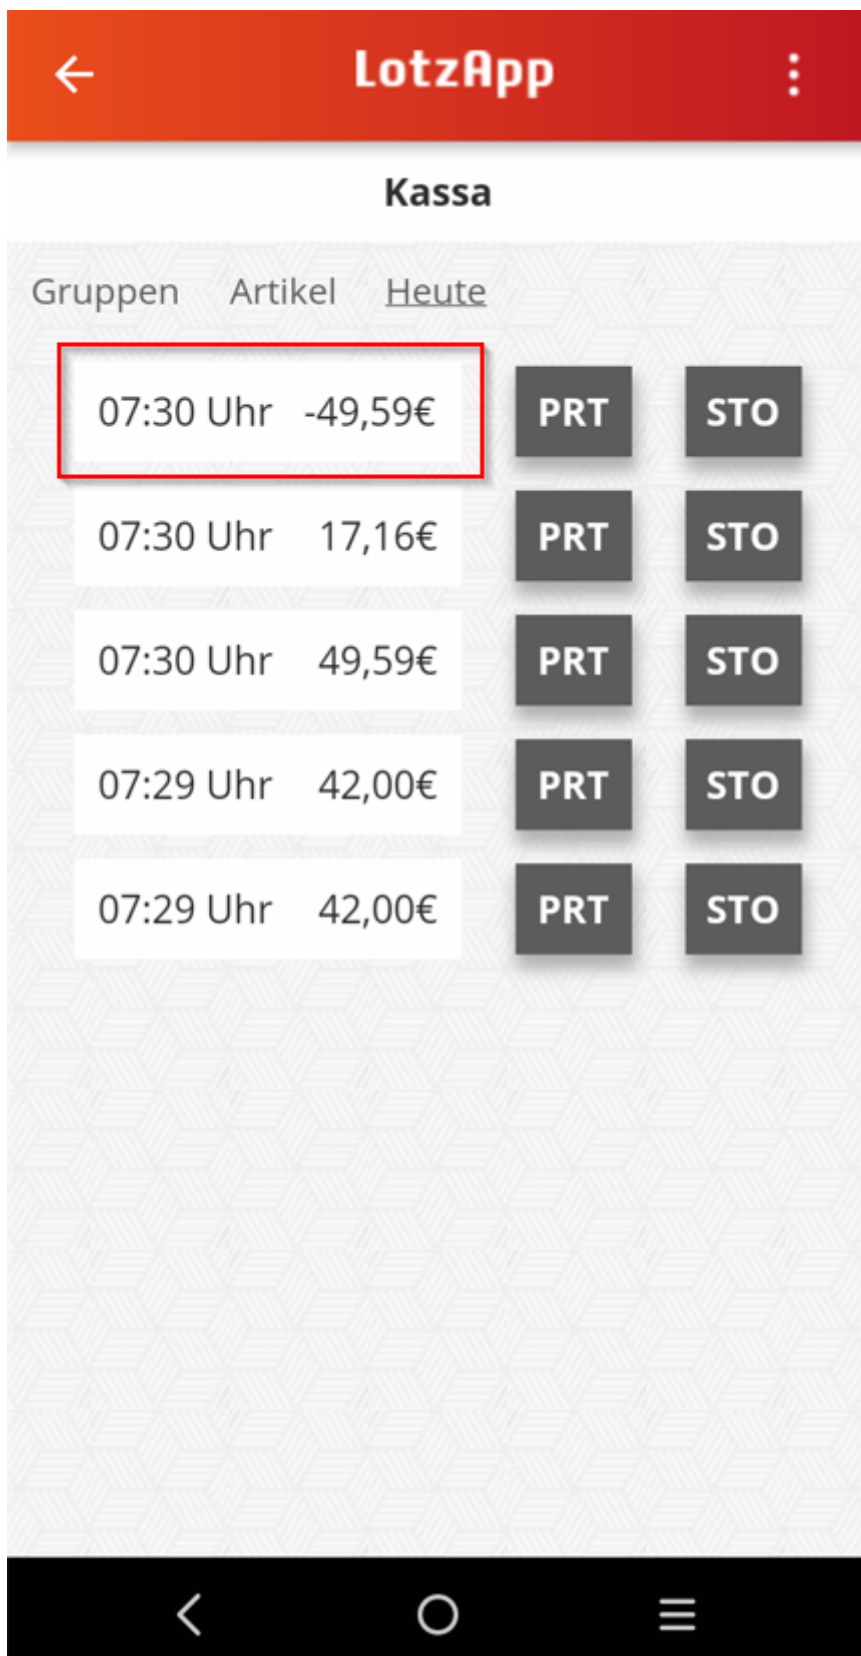 LotzApp
Kassa
Gruppen Artikel Heute
07:30 Uhr -49,59€ PRT STO
07:30 Uhr 17,16€ PRT STO
07:30 Uhr 49,59€ PRT STO
07:29 Uhr 42,00€ PRT STO
07:29 Uhr 42,00€ PRT STO